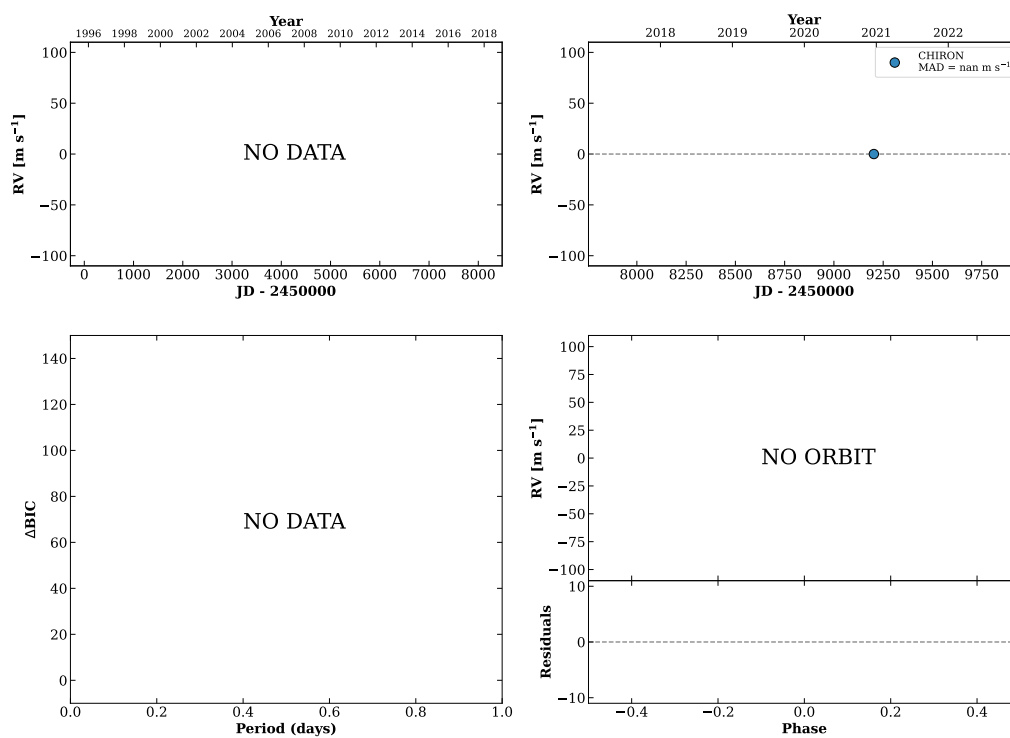 Year
1996 1998 2000 2002 2004 2006 2008 2010 2012 2014 2016 2018
100
50
0
−50
−100
RV [m s−1]
NO DATA
0 1000 2000 3000 4000 5000 6000 7000 8000
JD - 2450000
Year
2018 2019 2020 2021 2022
CHIRON
MAD = nan m s−1
100
50
0
−50
−100
RV [m s−1]
8000 8250 8500 8750 9000 9250 9500 9750
JD - 2450000
140
120
100
80
60
40
20
0
ΔBIC
NO DATA
0.0 0.2 0.4 0.6 0.8 1.0
Period (days)
100
75
50
25
0
−25
−50
−75
−100
RV [m s−1]
NO ORBIT
10
0
−10
Residuals
−0.4 −0.2 0.0 0.2 0.4
Phase